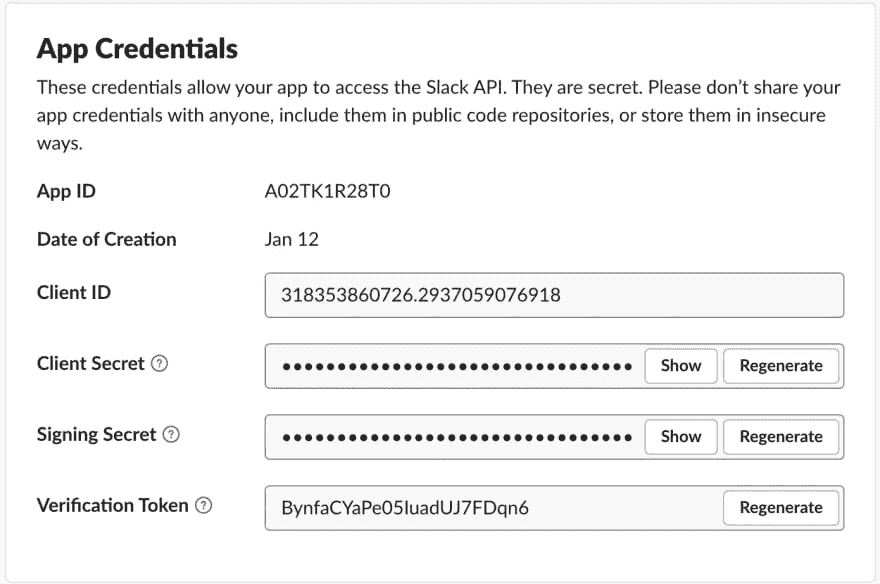 App Credentials
These credentials allow your app to access the Slack API. They are secret. Please don’t share your
app credentials with anyone, include them in public code repositories, or store them in insecure
ways.
App ID A02TK1R28T0
Date of Creation Jan 12
Client ID 318353860726.2937059076918
Client Secret ? •••••••••••••••••••••••••••••••• Show Regenerate
Signing Secret ? •••••••••••••••••••••••••••••••• Show Regenerate
Verification Token ? BynfaCYaPe05IuadUJ7FDqn6 Regenerate